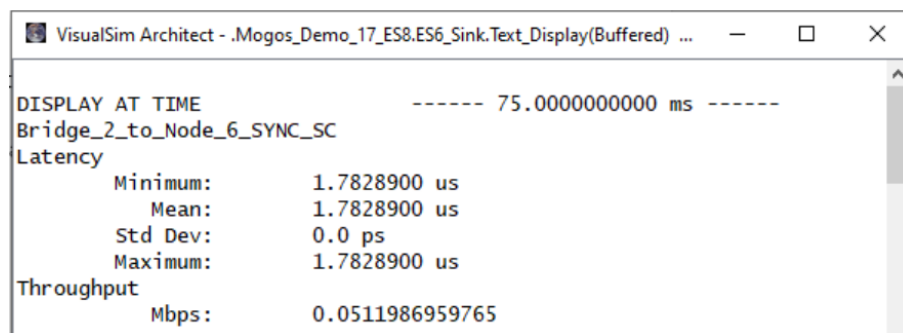 VisualSim Architect - .Mogos_Demo_17_ES8.ES6_Sink.Text_Display(Buffered) ...
DISPLAY AT TIME ------ 75.0000000000 ms ------
Bridge_2_to_Node_6_SYNC_SC
Latency
Minimum: 1.7828900 us
Mean: 1.7828900 us
Std Dev: 0.0 ps
Maximum: 1.7828900 us
Throughput
Mbps: 0.0511986959765